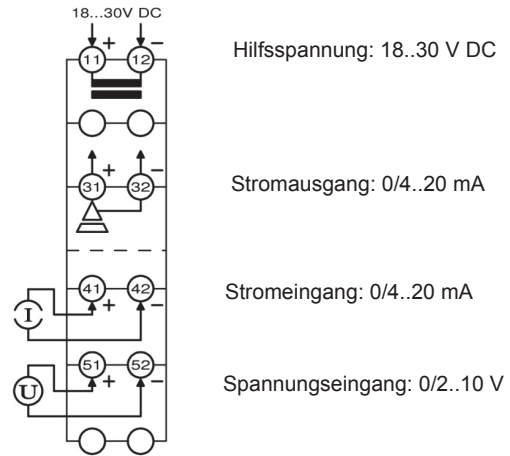 18...30V DC
+ −
11 12
Hilfsspannung: 18..30 V DC
+ −
31 32
Stromausgang: 0/4..20 mA
41 42
+ −
I
Stromeingang: 0/4..20 mA
51 52
+ −
U
Spannungseingang: 0/2..10 V